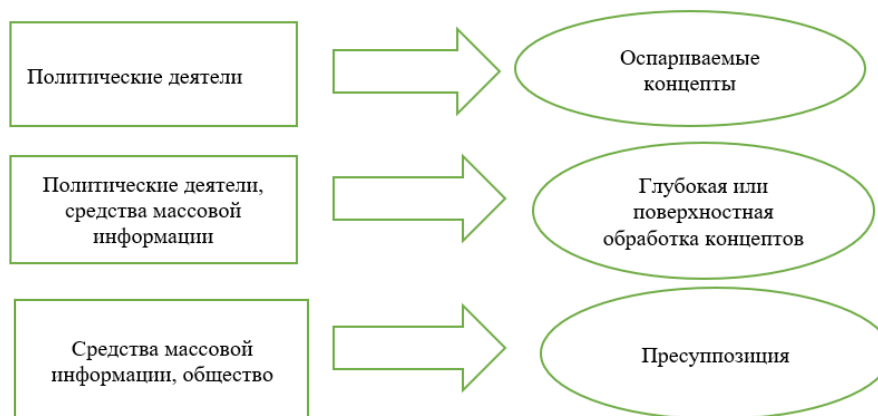 Политические деятели
Оспариваемые
концепты
Политические деятели,
средства массовой
информации
Глубокая или
поверхностная
обработка концептов
Средства массовой
информации, общество
Пресуппозиция